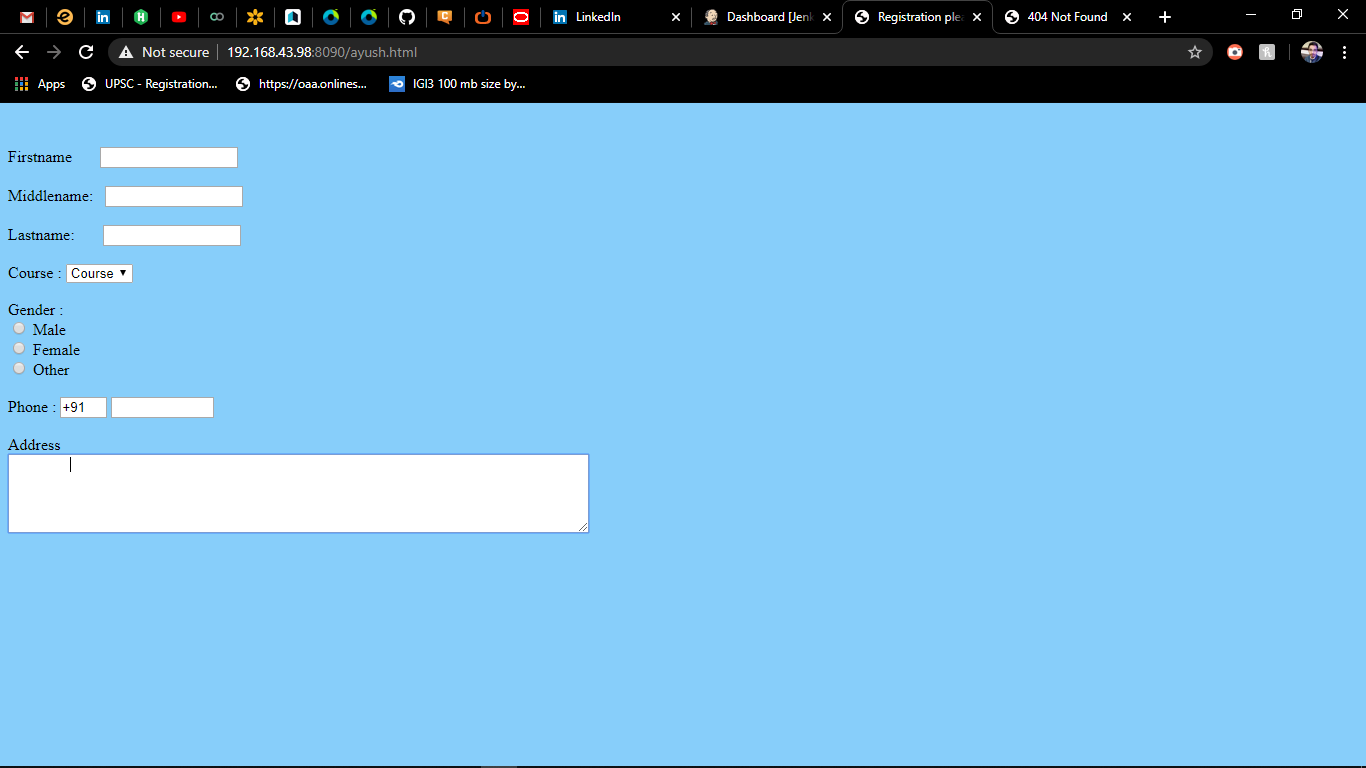 LinkedIn
Dashboard [Jenk
Registration plea
404 Not Found
Not secure 192.168.43.98:8090/ayush.html
Apps UPSC - Registration... https://oaa.onlines... IGI3 100 mb size by...
Firstname
Middlename:
Lastname:
Course : Course
Gender :
Male
Female
Other
Phone : +91
Address